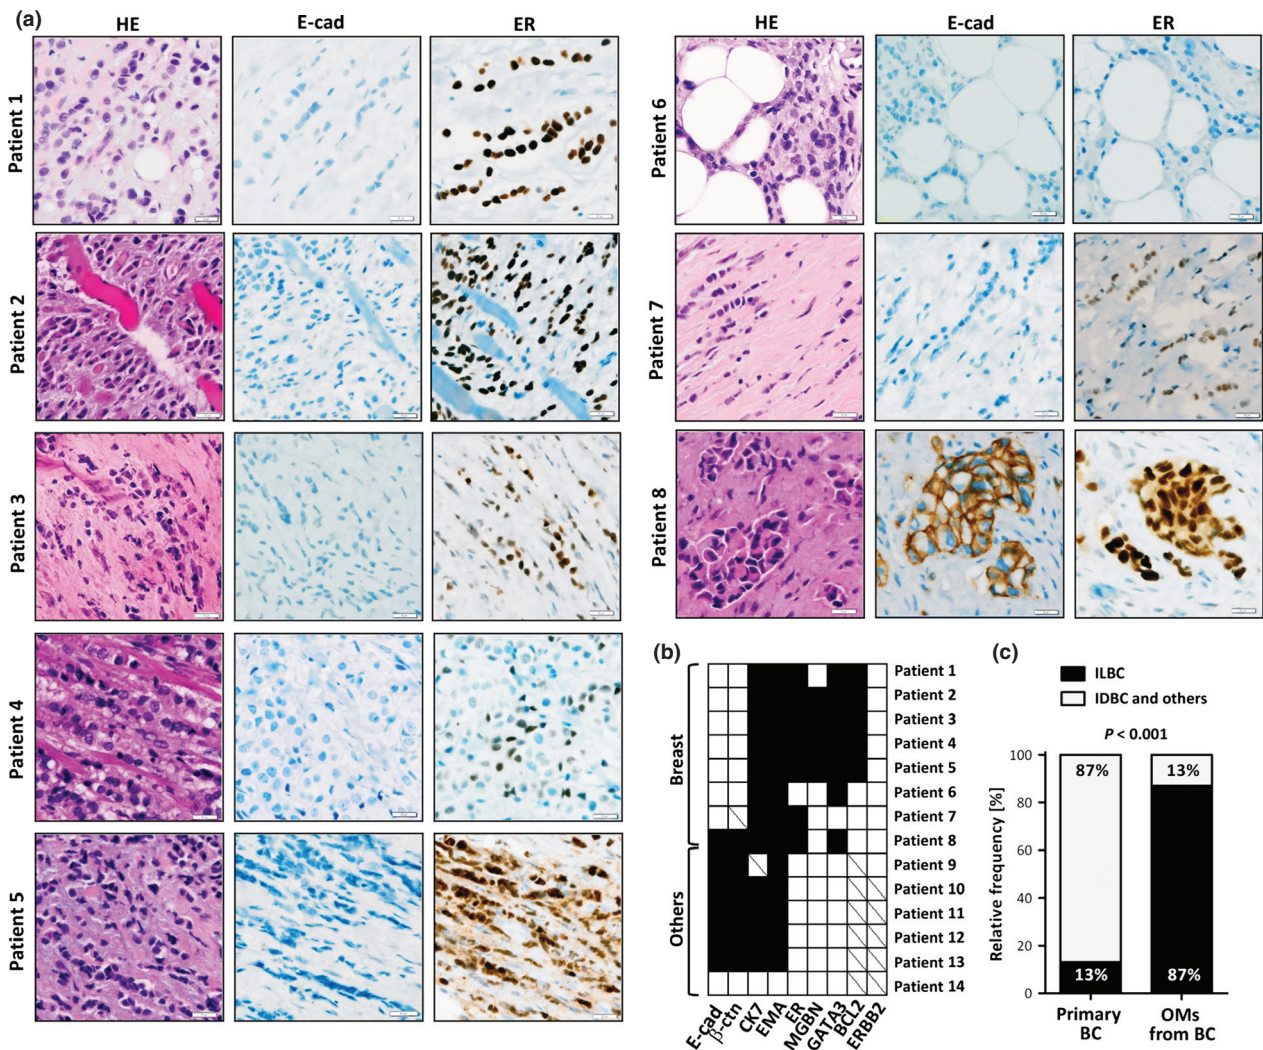 (a)
HE E-cad ER
Patient 1
Patient 2
Patient 3
Patient 4
Patient 5
HE E-cad ER
Patient 6
Patient 7
Patient 8
(b)
Breast
Others
Patient 1
Patient 2
Patient 3
Patient 4
Patient 5
Patient 6
Patient 7
Patient 8
Patient 9
Patient 10
Patient 11
Patient 12
Patient 13
Patient 14
E-cad β-ctn CK7 EMA ER MGBN GATA3 BCL2 ERBB2
(c)
ILBC
IDBC and others
P < 0.001
Relative frequency [%]
100
80
60
40
20
0
87% 13%
13% 87%
Primary OMs
BC from BC